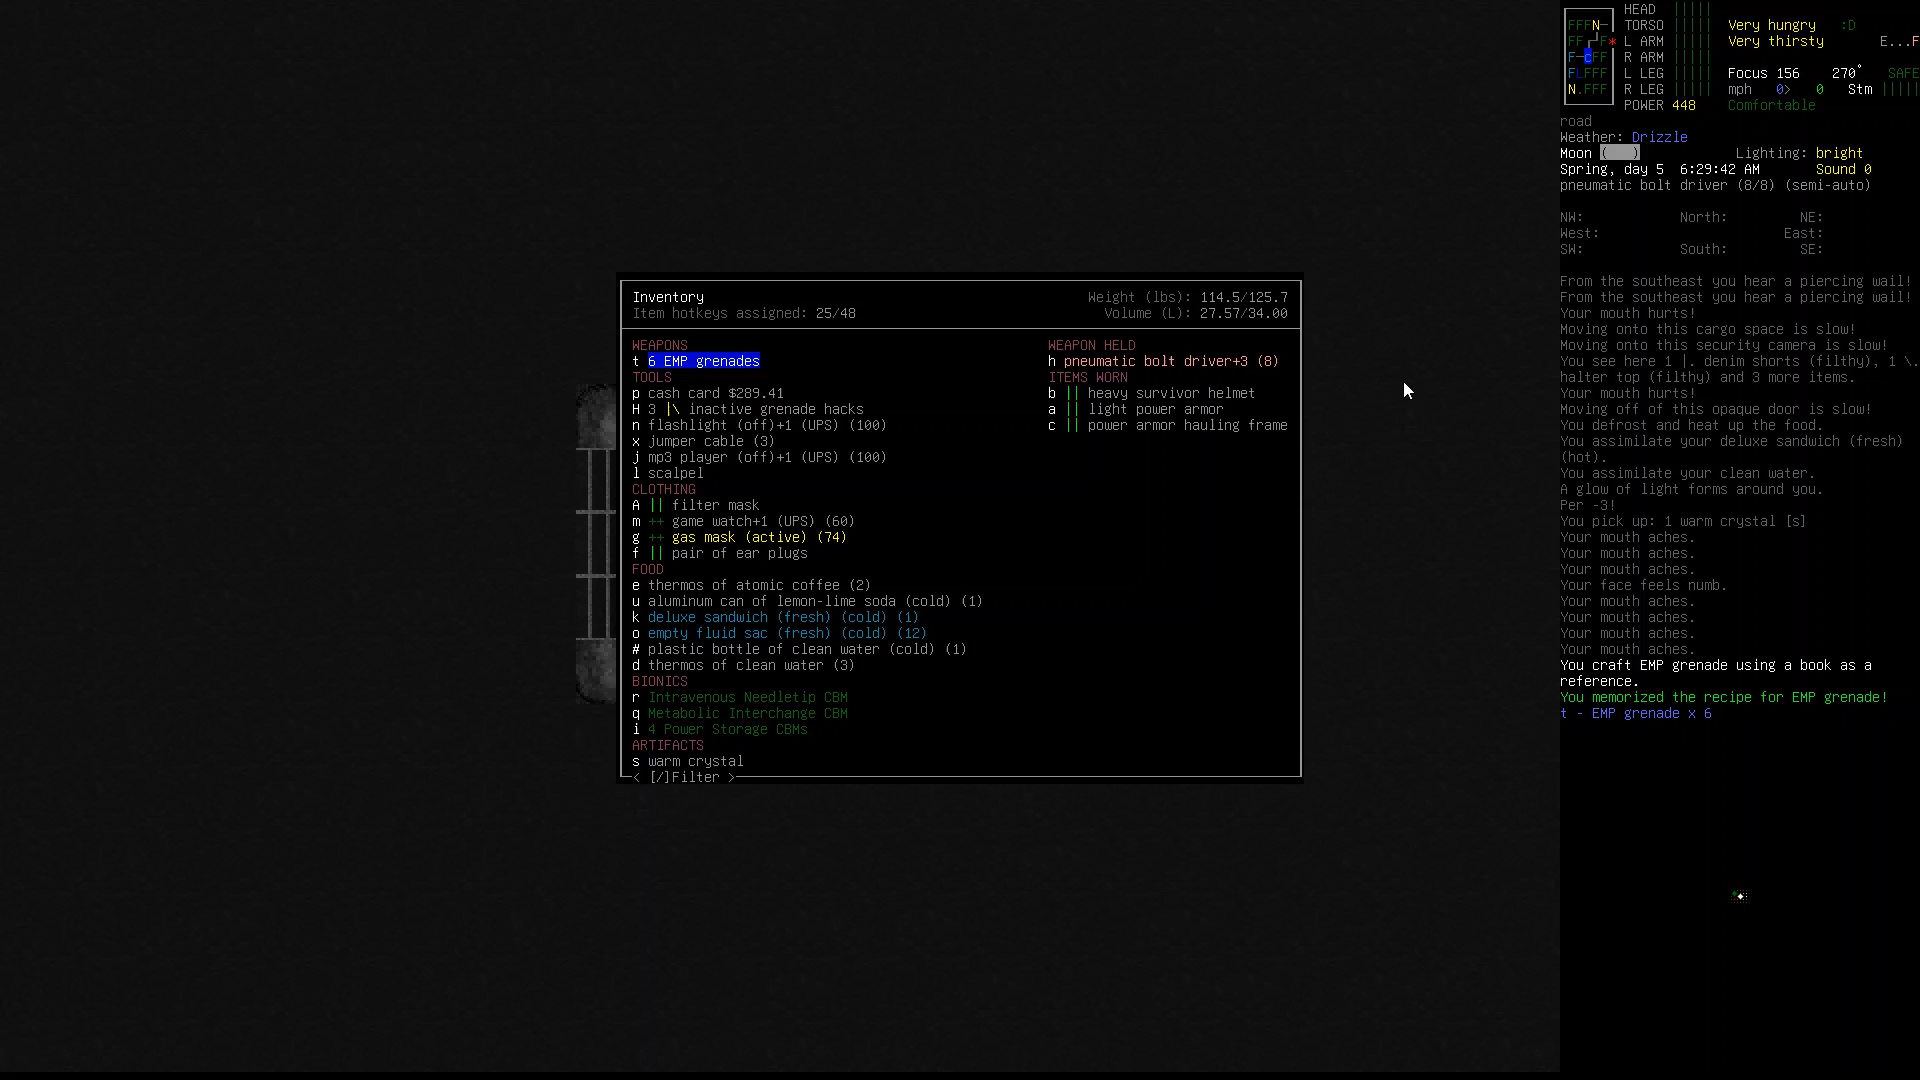 Inventory
Item hotkeys assigned: 25/48
Weight (lbs): 114.5/125.7
Volume (L): 27.57/34.00
WEAPONS
t 6 EMP grenades
TOOLS
p cash card $289.41
H 3 |\ inactive grenade hacks
n flashlight (off)+1 (UPS) (100)
x jumper cable (3)
j mp3 player (off)+1 (UPS) (100)
l scalpel
CLOTHING
A || filter mask
m ++ game watch+1 (UPS) (60)
g ++ gas mask (active) (74)
f || pair of ear plugs
FOOD
e thermos of atomic coffee (2)
u aluminum can of lemon-lime soda (cold) (1)
k deluxe sandwich (fresh) (cold) (1)
o empty fluid sac (fresh) (cold) (12)
# plastic bottle of clean water (cold) (1)
d thermos of clean water (3)
BIONICS
r Intravenous Needletip CBM
q Metabolic Interchange CBM
i 4 Power Storage CBMs
ARTIFACTS
s warm crystal
< [/]Filter >
WEAPON HELD
h pneumatic bolt driver+3 (8)
ITEMS WORN
b || heavy survivor helmet
a || light power armor
c || power armor hauling frame
HEAD |||||
TORSO ||||| Very hungry :D
L ARM ||||| Very thirsty E...F
R ARM |||||
L LEG ||||| Focus 156 270° SAFE
R LEG ||||| mph 0> 0 Stm |||||
POWER 448 Comfortable
road
Weather: Drizzle
Moon (   ) Lighting: bright
Spring, day 5 6:29:42 AM Sound 0
pneumatic bolt driver (8/8) (semi-auto)
NW: North: NE:
West: East:
SW: South: SE:
From the southeast you hear a piercing wail!
From the southeast you hear a piercing wail!
Your mouth hurts!
Moving onto this cargo space is slow!
Moving onto this security camera is slow!
You see here 1 |. denim shorts (filthy), 1 \.
halter top (filthy) and 3 more items.
Your mouth hurts!
Moving off of this opaque door is slow!
You defrost and heat up the food.
You assimilate your deluxe sandwich (fresh)
(hot).
You assimilate your clean water.
A glow of light forms around you.
Per -3!
You pick up: 1 warm crystal [s]
Your mouth aches.
Your mouth aches.
Your mouth aches.
Your face feels numb.
Your mouth aches.
Your mouth aches.
Your mouth aches.
Your mouth aches.
You craft EMP grenade using a book as a
reference.
You memorized the recipe for EMP grenade!
t - EMP grenade x 6